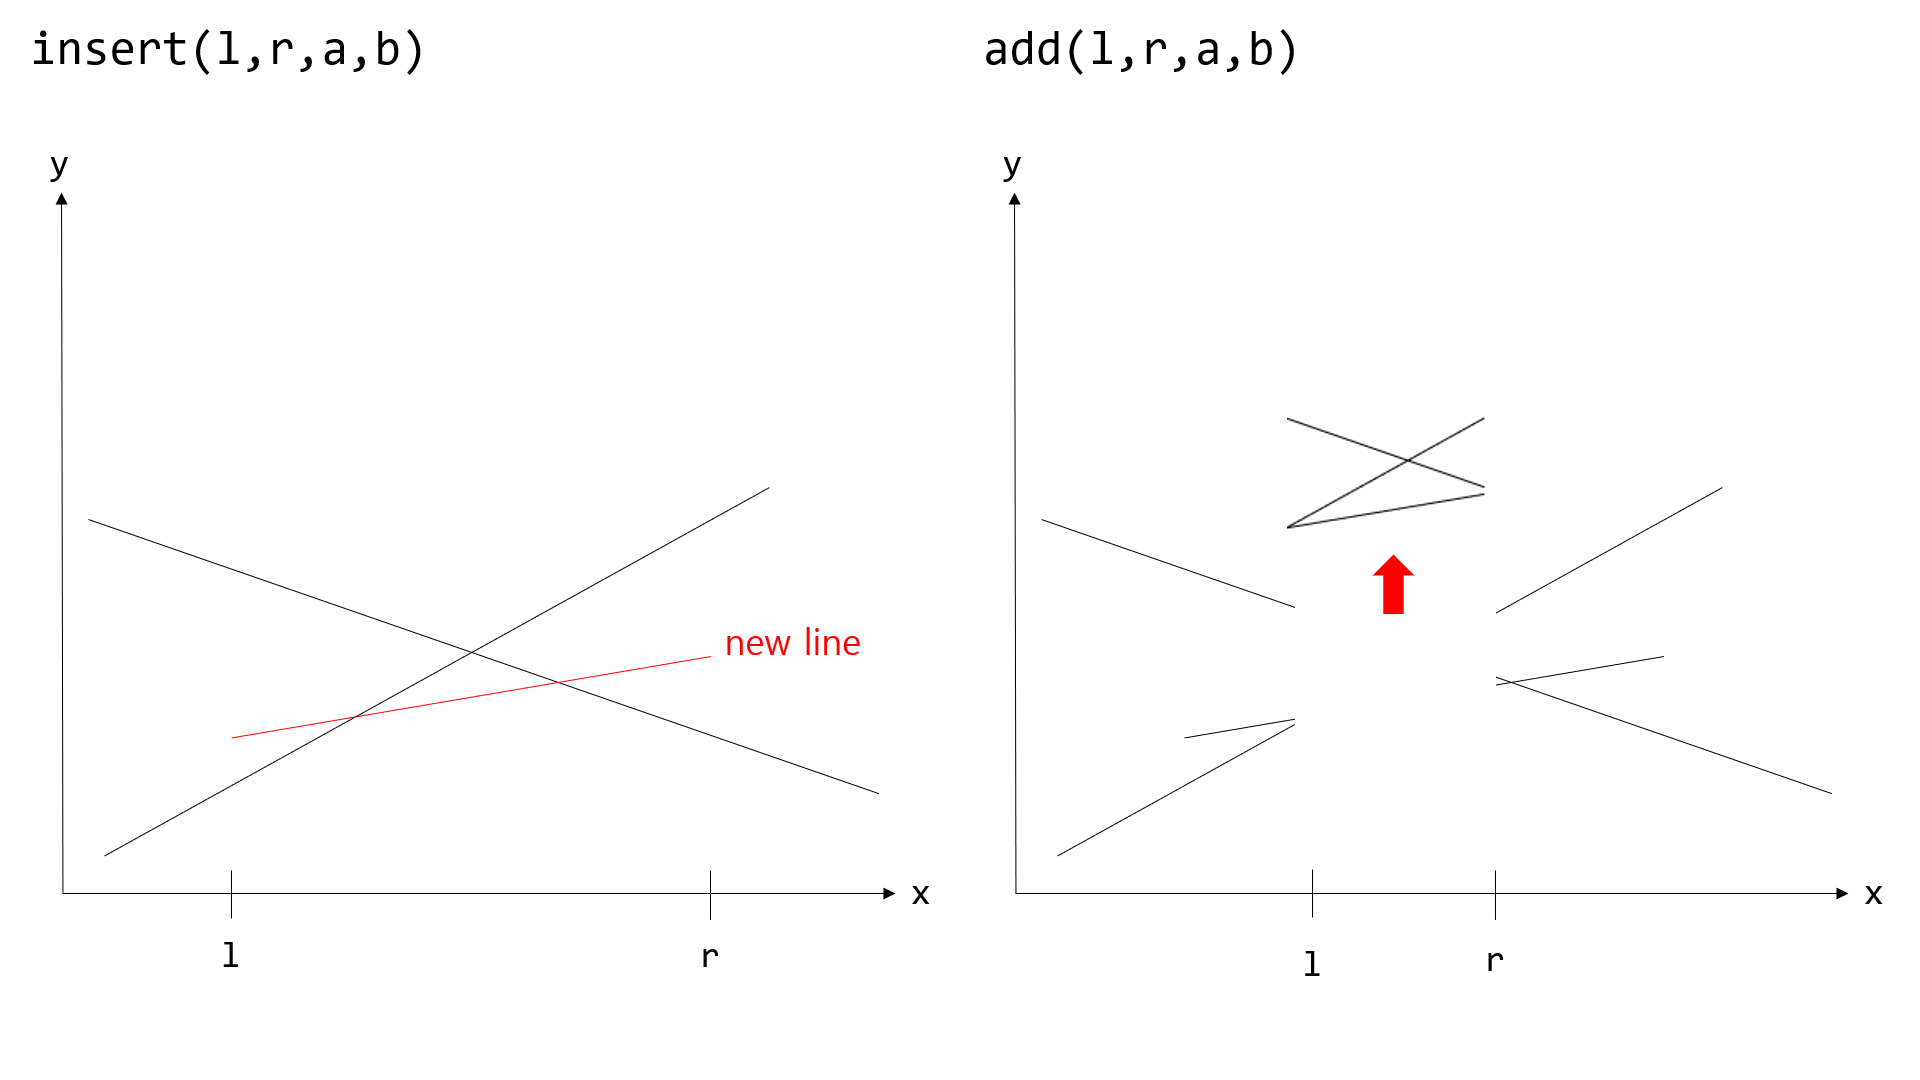 insert(l,r,a,b)
y
new line
x
l
r
add(l,r,a,b)
y
x
l
r